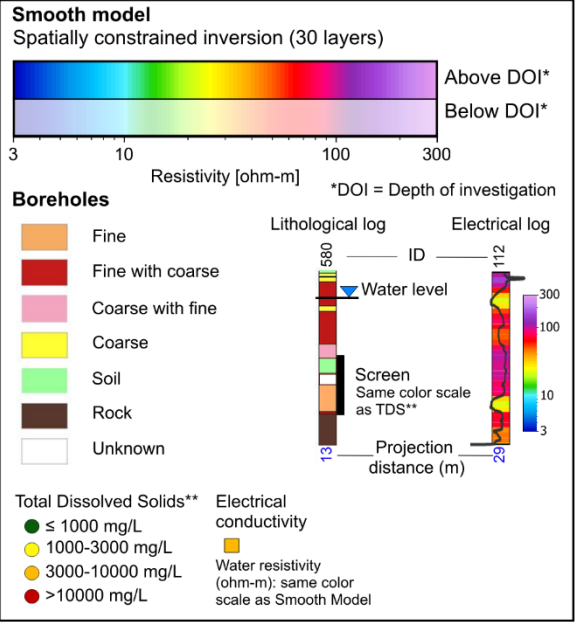 Smooth model
Spatially constrained inversion (30 layers)
Above DOI*
Below DOI*
3 10 100 300
Resistivity [ohm-m]
*DOI = Depth of investigation
Boreholes
Fine
Fine with coarse
Coarse with fine
Coarse
Soil
Rock
Unknown
Lithological log Electrical log
580 ID 112
Water level
Screen
Same color scale
as TDS**
300
100
10
3
13 Projection 29
distance (m)
Total Dissolved Solids**
≤ 1000 mg/L
1000-3000 mg/L
3000-10000 mg/L
>10000 mg/L
Electrical
conductivity
Water resistivity
(ohm-m): same color
scale as Smooth Model